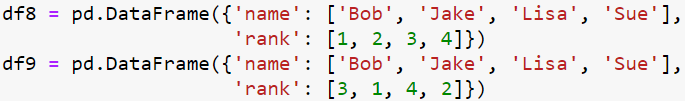 df8 = pd.DataFrame({'name': ['Bob', 'Jake', 'Lisa', 'Sue'],
                    'rank': [1, 2, 3, 4]})
df9 = pd.DataFrame({'name': ['Bob', 'Jake', 'Lisa', 'Sue'],
                    'rank': [3, 1, 4, 2]})